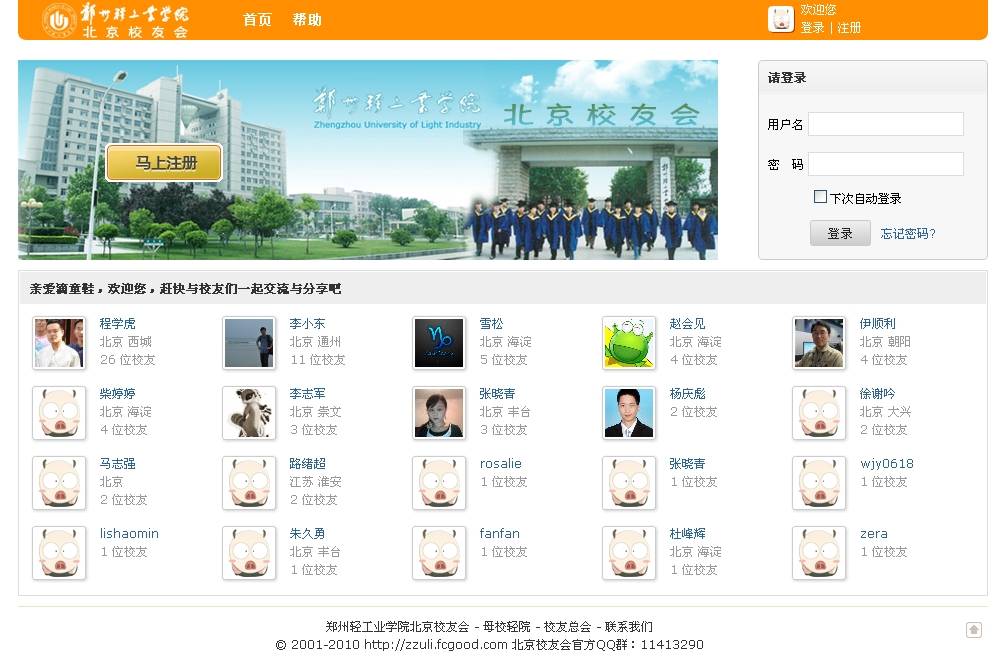 郑州轻工业学院
北京校友会
首页 帮助
欢迎您
登录 | 注册
郑州轻工业学院 北京校友会
Zhengzhou University of Light Industry
马上注册
请登录
用户名
密 码
下次自动登录
登录 忘记密码?
亲爱滴童鞋，欢迎您，赶快与校友们一起交流与分享吧
程学虎
北京 西城
26 位校友
李小东
北京 通州
11 位校友
雪松
北京 海淀
5 位校友
赵会见
北京 海淀
4 位校友
伊顺利
北京 朝阳
4 位校友
柴婷婷
北京 海淀
4 位校友
李志军
北京 崇文
3 位校友
张晓青
北京 丰台
3 位校友
杨庆彪
2 位校友
徐谢吟
北京 大兴
2 位校友
马志强
北京
2 位校友
路绪超
江苏 淮安
2 位校友
rosalie
1 位校友
张晓青
1 位校友
wjy0618
1 位校友
lishaomin
1 位校友
朱久勇
北京 丰台
1 位校友
fanfan
1 位校友
杜峰辉
北京 海淀
1 位校友
zera
1 位校友
郑州轻工业学院北京校友会 - 母校轻院 - 校友总会 - 联系我们
© 2001-2010 http://zzuli.fcgood.com 北京校友会官方QQ群：11413290